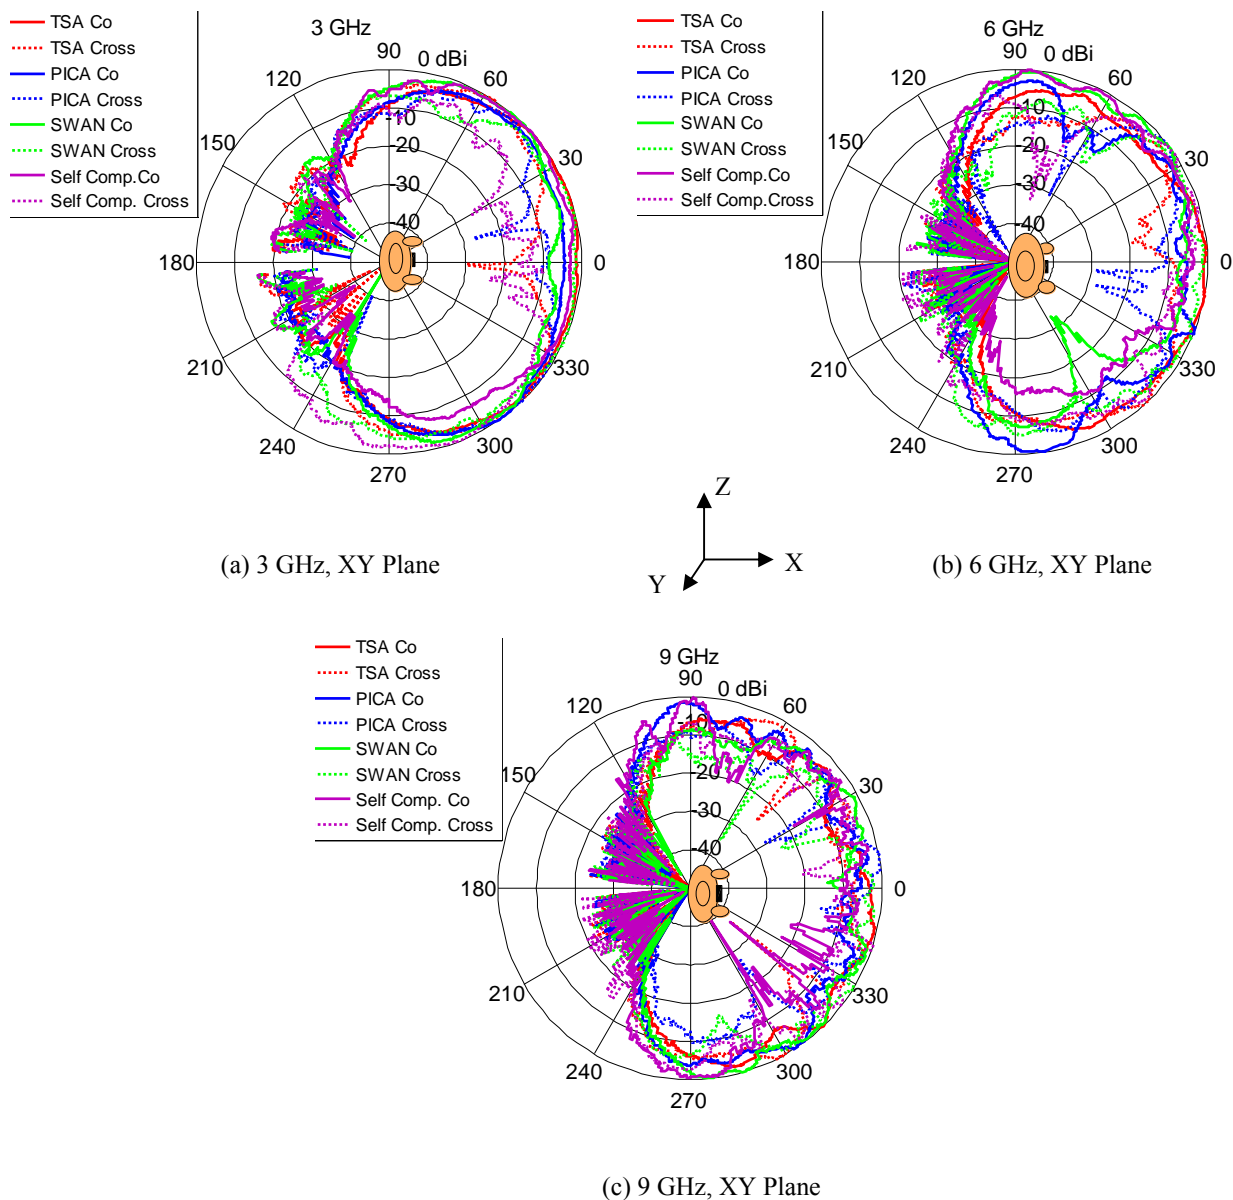 TSA Co
TSA Cross
PICA Co
PICA Cross
SWAN Co
SWAN Cross
Self Comp.Co
Self Comp. Cross
3 GHz
90
0 dBi
120
60
150
30
180
0
210
330
240
300
270
-10
-20
-30
-40
(a) 3 GHz, XY Plane
TSA Co
TSA Cross
PICA Co
PICA Cross
SWAN Co
SWAN Cross
Self Comp.Co
Self Comp.Cross
6 GHz
90
0 dBi
120
60
150
30
180
0
210
330
240
300
270
-10
-20
-30
-40
(b) 6 GHz, XY Plane
Z
X
Y
TSA Co
TSA Cross
PICA Co
PICA Cross
SWAN Co
SWAN Cross
Self Comp. Co
Self Comp. Cross
9 GHz
90
0 dBi
120
60
150
30
180
0
210
330
240
300
270
-10
-20
-30
-40
(c) 9 GHz, XY Plane